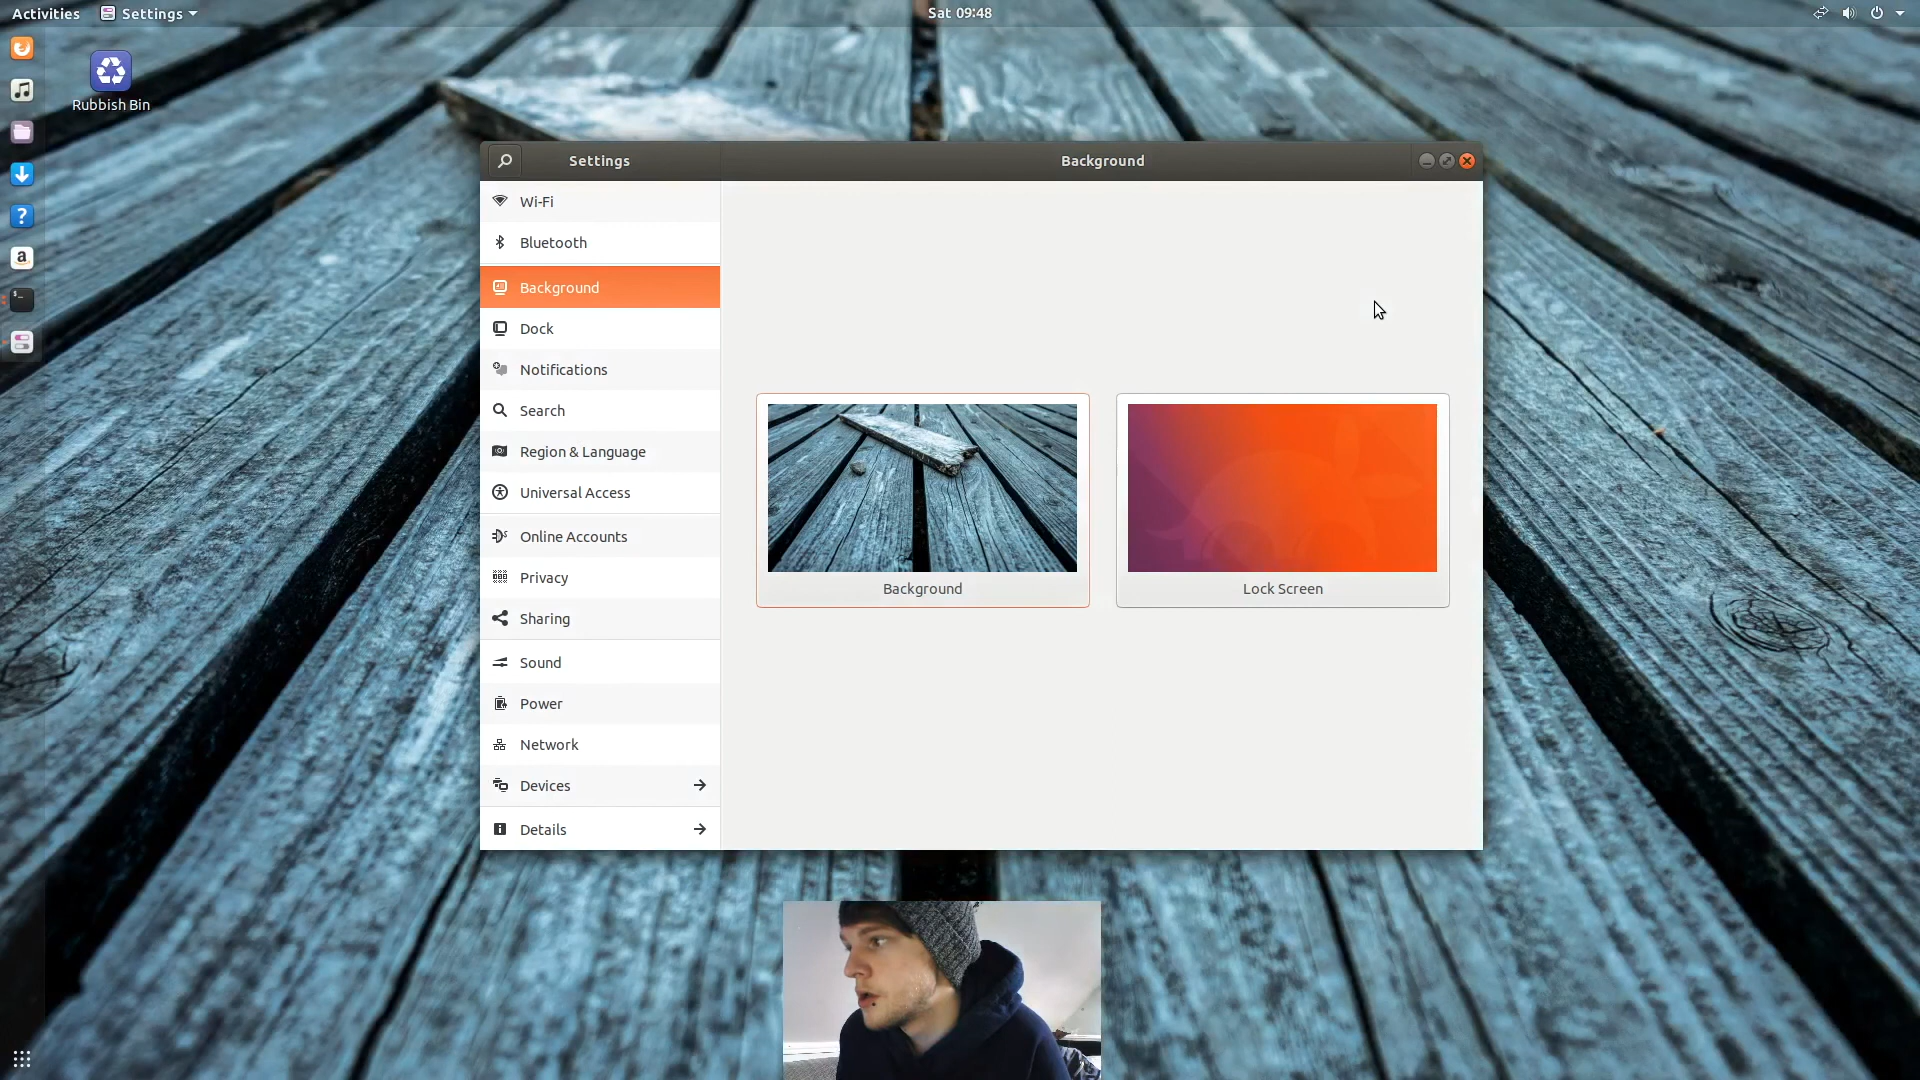 Activities
Settings
Sat 09:48
Rubbish Bin
Settings
Background
Wi-Fi
Bluetooth
Background
Dock
Notifications
Search
Region & Language
Universal Access
Online Accounts
Privacy
Sharing
Sound
Power
Network
Devices
Details
Background
Lock Screen